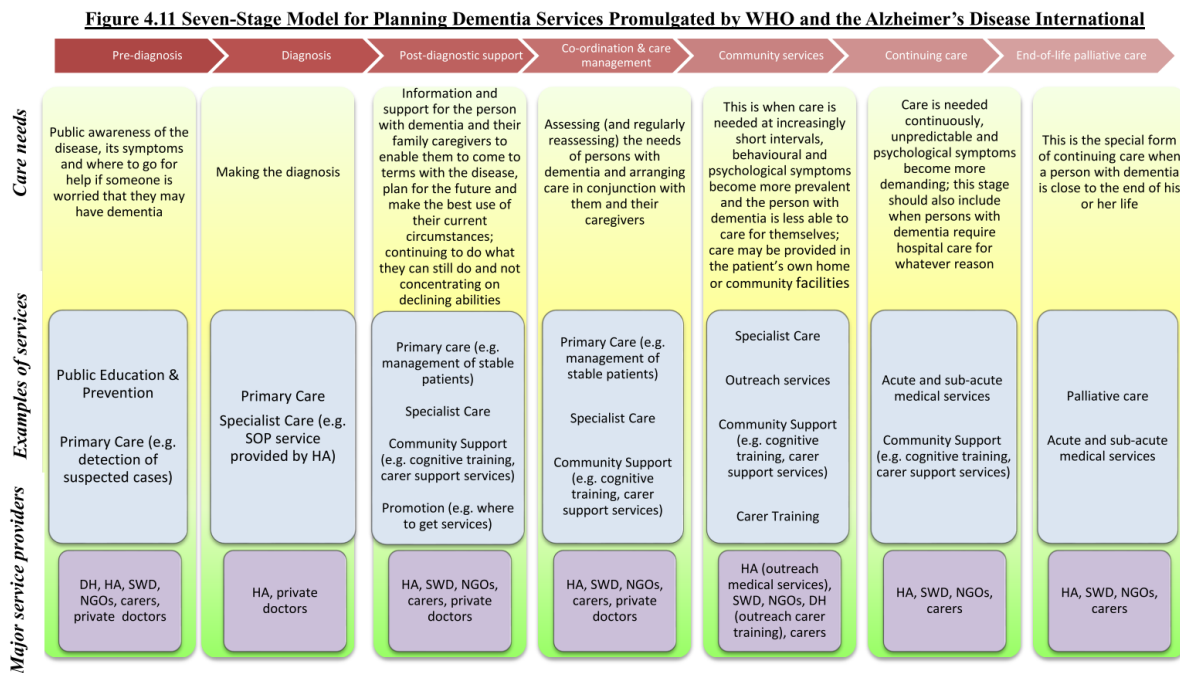 Figure 4.11 Seven-Stage Model for Planning Dementia Services Promulgated by WHO and the Alzheimer's Disease International
Pre-diagnosis
Diagnosis
Post-diagnostic support
Co-ordination & care
management
Community services
Continuing care
End-of-life palliative care
Care needs
Public awareness of the
disease, its symptoms
and where to go for
help if someone is
worried that they may
have dementia
Making the diagnosis
Information and
support for the person
with dementia and their
family caregivers to
enable them to come to
terms with the disease,
plan for the future and
make the best use of
their current
circumstances;
continuing to do what
they can still do and not
concentrating on
declining abilities
Assessing (and regularly
reassessing) the needs
of persons with
dementia and arranging
care in conjunction with
them and their
caregivers
This is when care is
needed at increasingly
short intervals,
behavioural and
psychological symptoms
become more prevalent
and the person with
dementia is less able to
care for themselves;
care may be provided in
the patient's own home
or community facilities
Care is needed
continuously,
unpredictable and
psychological symptoms
become more
demanding; this stage
should also include
when persons with
dementia require
hospital care for
whatever reason
This is the special form
of continuing care when
a person with dementia
is close to the end of his
or her life
Examples of services
Public Education &
Prevention
Primary Care (e.g.
detection of
suspected cases)
Primary Care
Specialist Care (e.g.
SOP service
provided by HA)
Primary care (e.g.
management of stable
patients)
Specialist Care
Community Support
(e.g. cognitive training,
carer support services)
Promotion (e.g. where
to get services)
Primary Care (e.g.
management of
stable patients)
Specialist Care
Community Support
(e.g. cognitive
training, carer
support services)
Specialist Care
Outreach services
Community Support
(e.g. cognitive
training, carer
support services)
Carer Training
Acute and sub-acute
medical services
Community Support
(e.g. cognitive training,
carer support services)
Palliative care
Acute and sub-acute
medical services
Major service providers
DH, HA, SWD,
NGOs, carers,
private doctors
HA, private
doctors
HA, SWD, NGOs,
carers, private
doctors
HA, SWD, NGOs,
carers, private
doctors
HA (outreach
medical services),
SWD, NGOs, DH
(outreach carer
training), carers
HA, SWD, NGOs,
carers
HA, SWD, NGOs,
carers